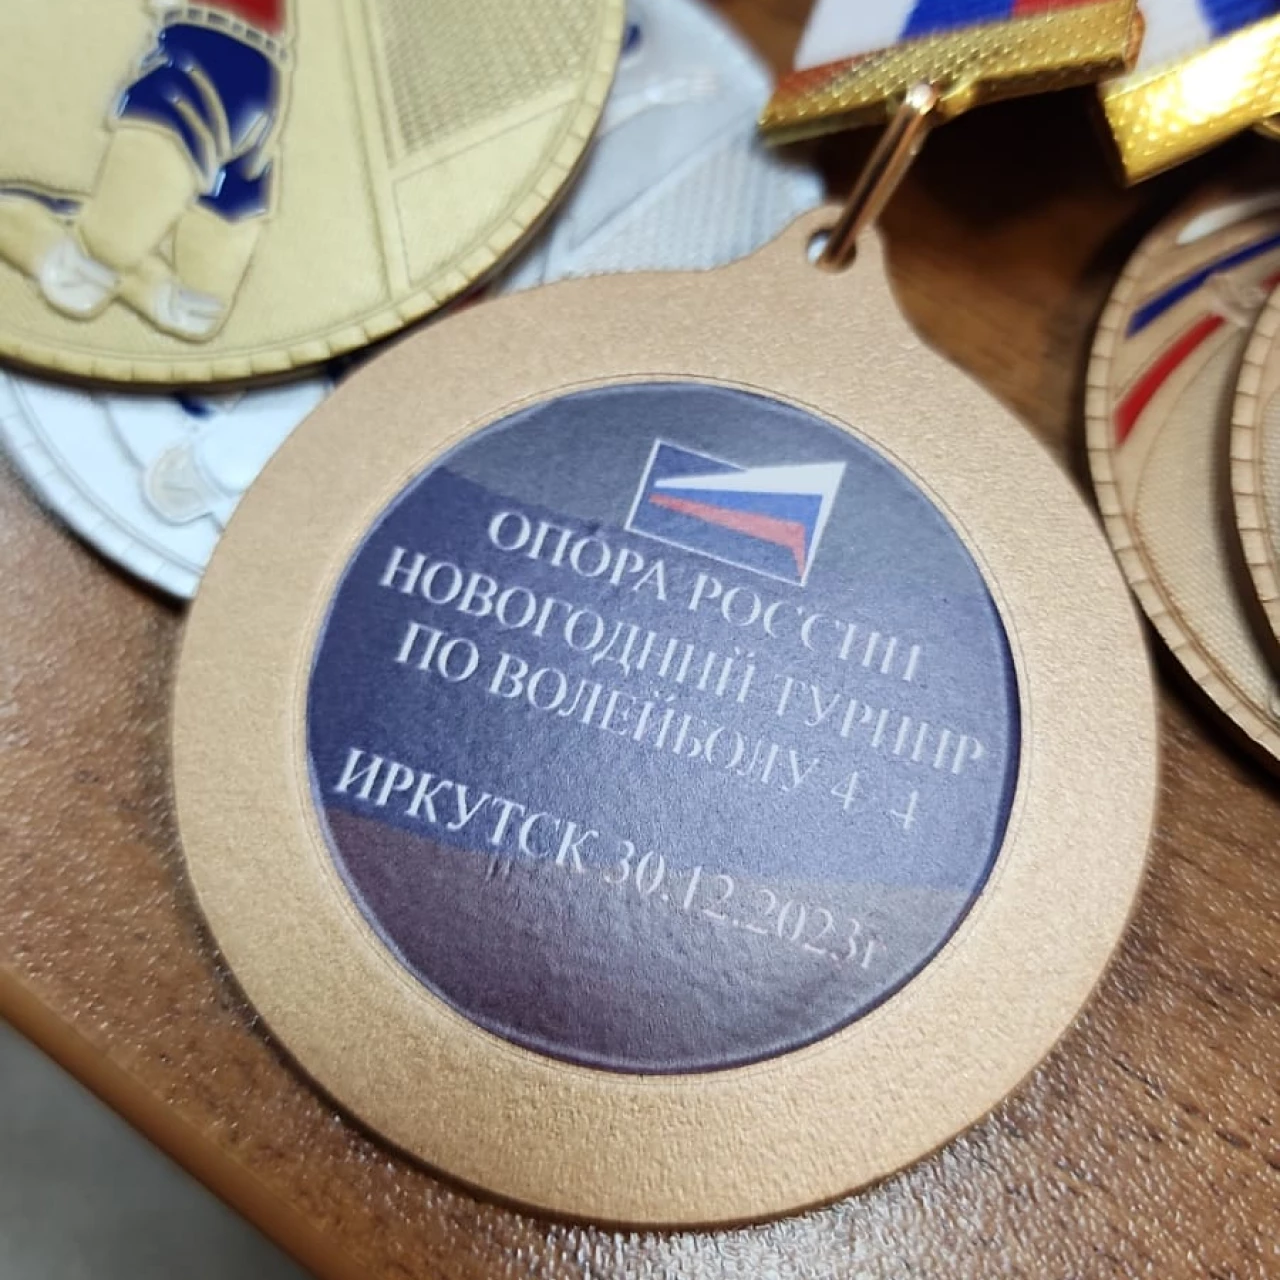 ОПОРА РОССИИ
НОВОГОДНИЙ ТУРНИР
ПО ВОЛЕЙБОЛУ 4 4
ИРКУТСК 30.12.2023г